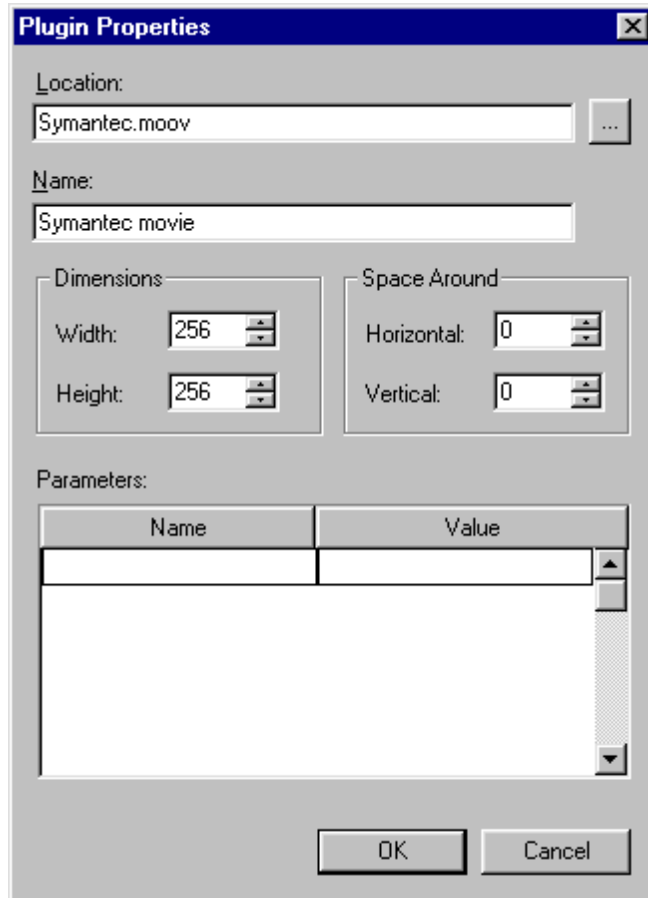 Plugin Properties
Location:
Symantec.moov
...
Name:
Symantec movie
Dimensions
Width: 256
Height: 256
Space Around
Horizontal: 0
Vertical: 0
Parameters:
Name Value
OK Cancel